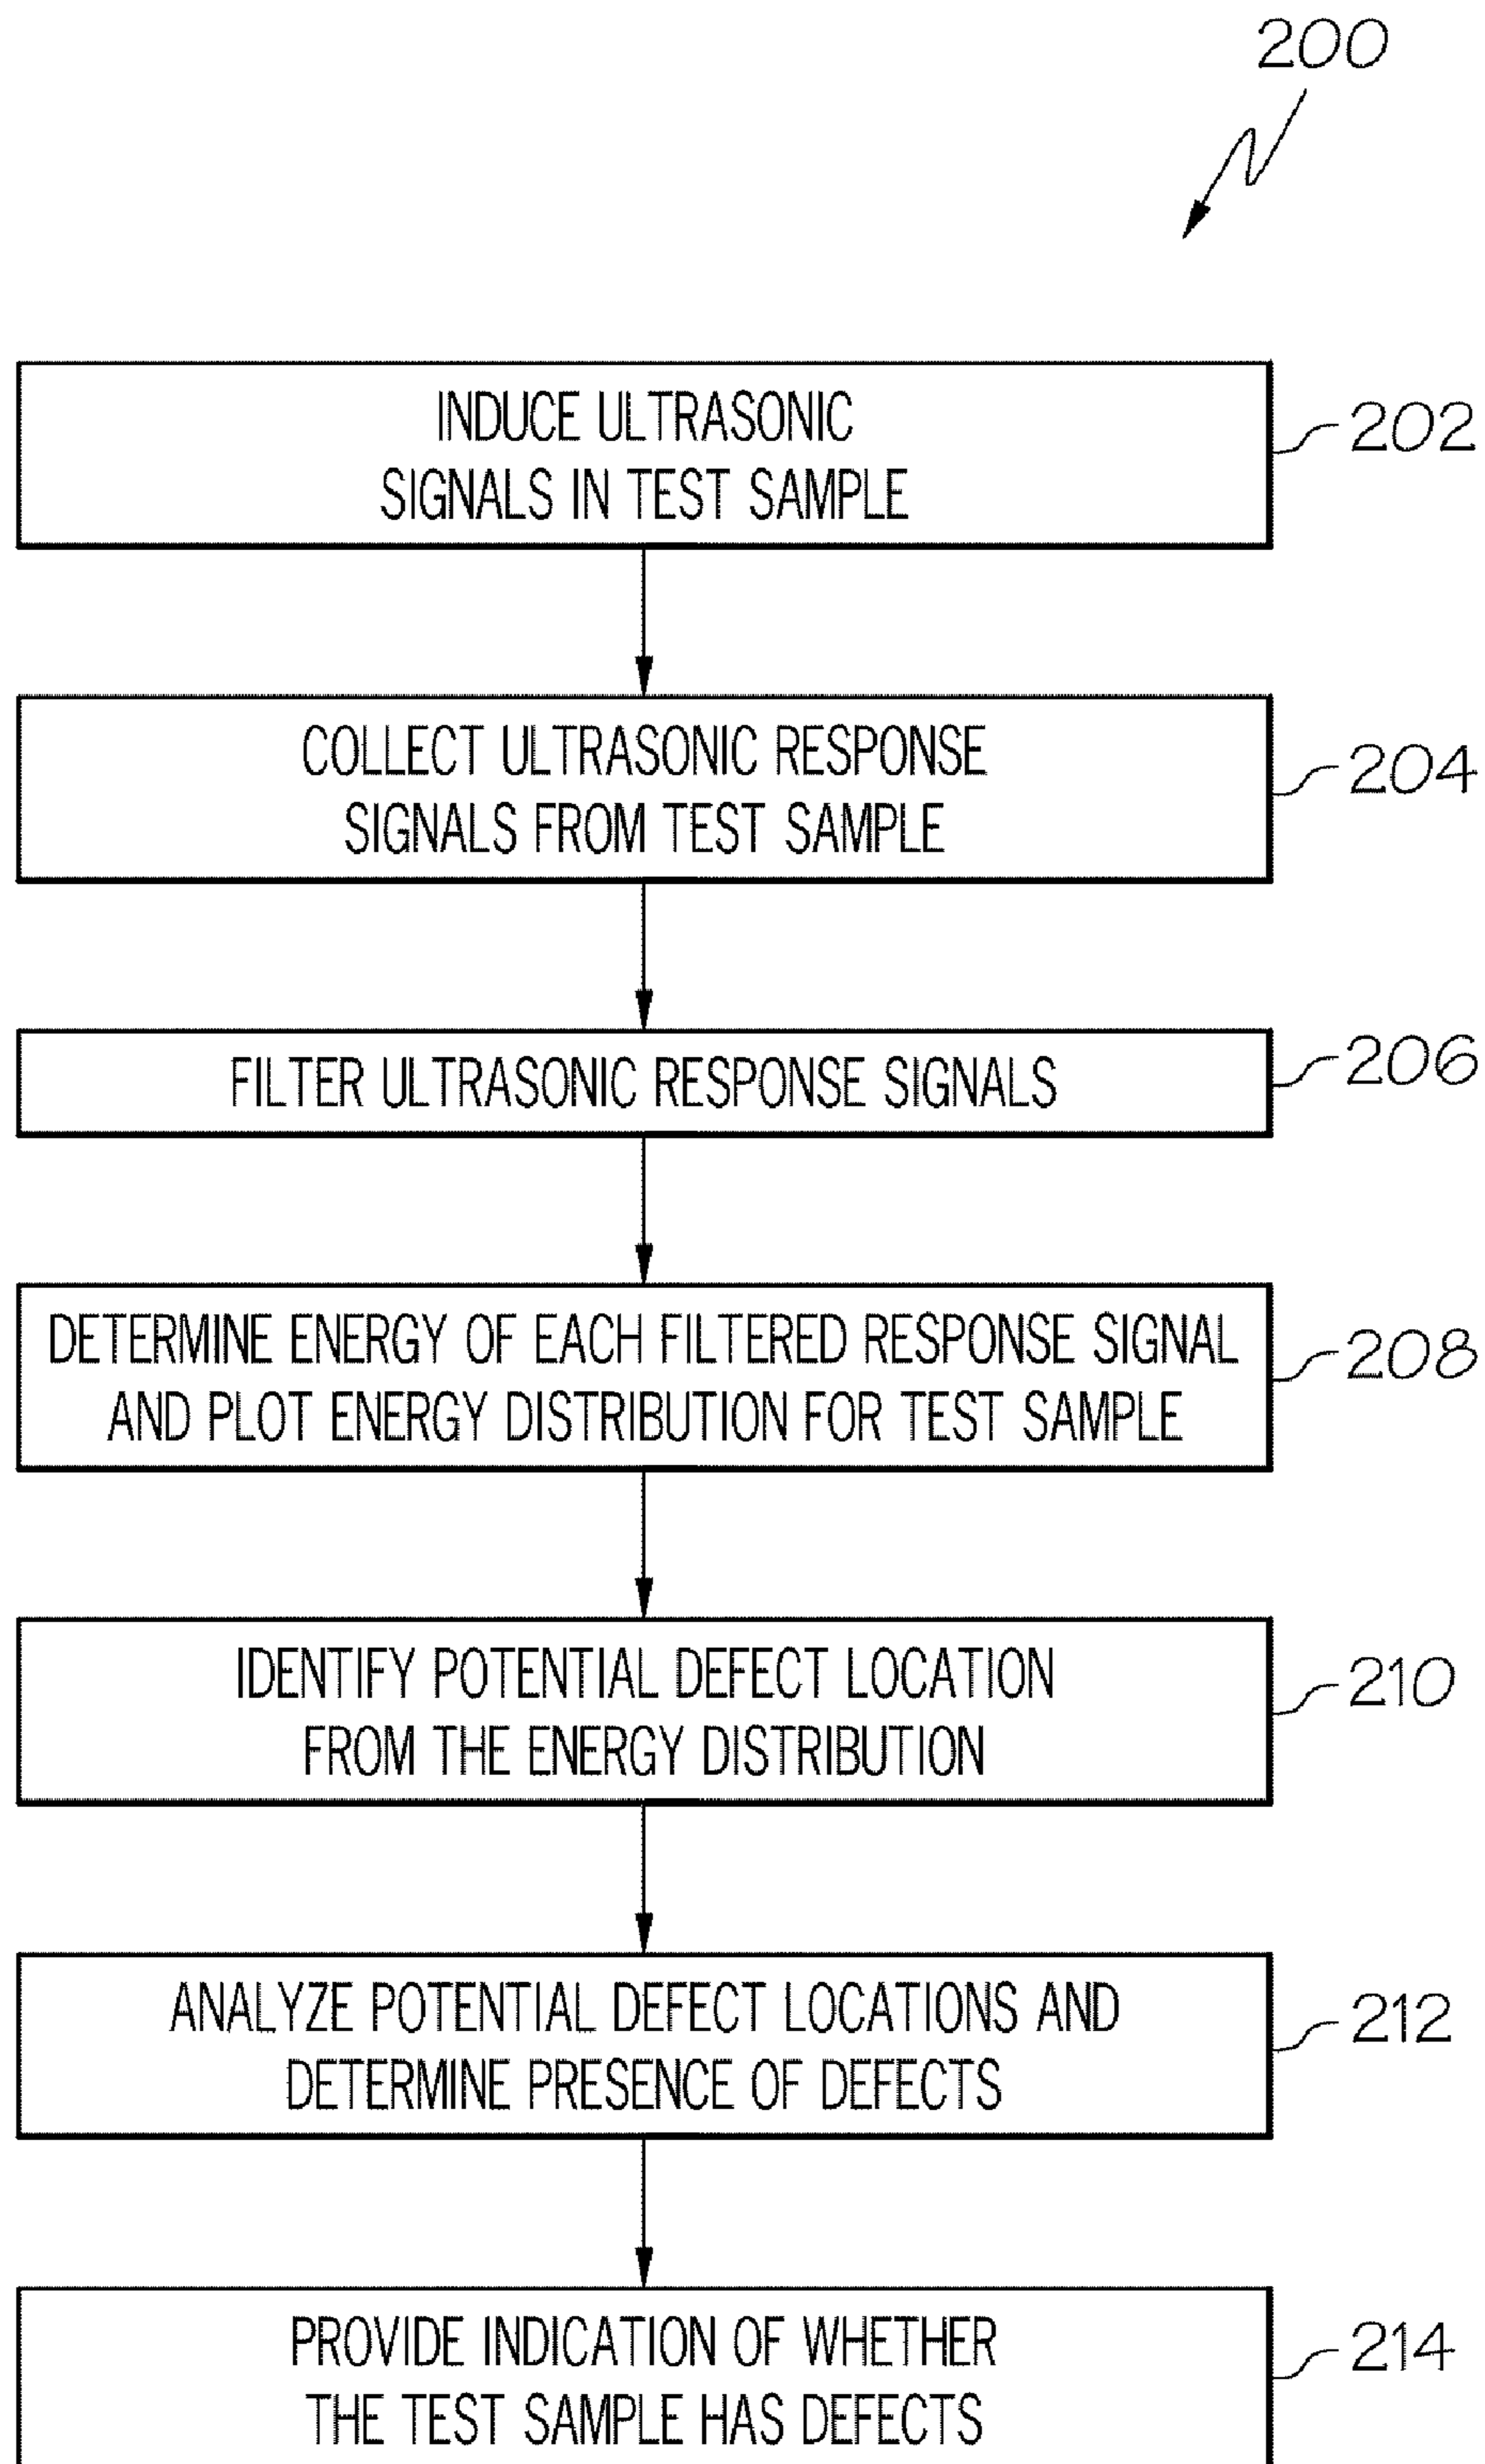 200
INDUCE ULTRASONIC
SIGNALS IN TEST SAMPLE
202
COLLECT ULTRASONIC RESPONSE
SIGNALS FROM TEST SAMPLE
204
FILTER ULTRASONIC RESPONSE SIGNALS
206
DETERMINE ENERGY OF EACH FILTERED RESPONSE SIGNAL
AND PLOT ENERGY DISTRIBUTION FOR TEST SAMPLE
208
IDENTIFY POTENTIAL DEFECT LOCATION
FROM THE ENERGY DISTRIBUTION
210
ANALYZE POTENTIAL DEFECT LOCATIONS AND
DETERMINE PRESENCE OF DEFECTS
212
PROVIDE INDICATION OF WHETHER
THE TEST SAMPLE HAS DEFECTS
214